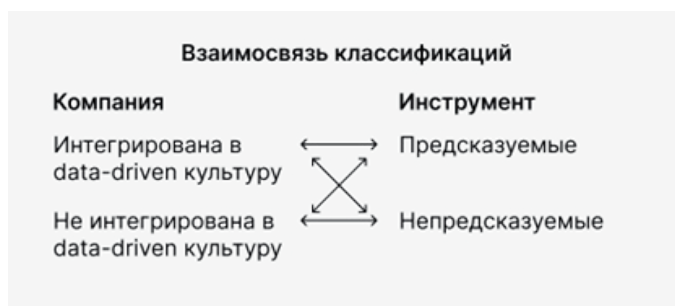 Взаимосвязь классификаций
Компания
Инструмент
Интегрирована в
data-driven культуру
Предсказуемые
Не интегрирована в
data-driven культуру
Непредсказуемые